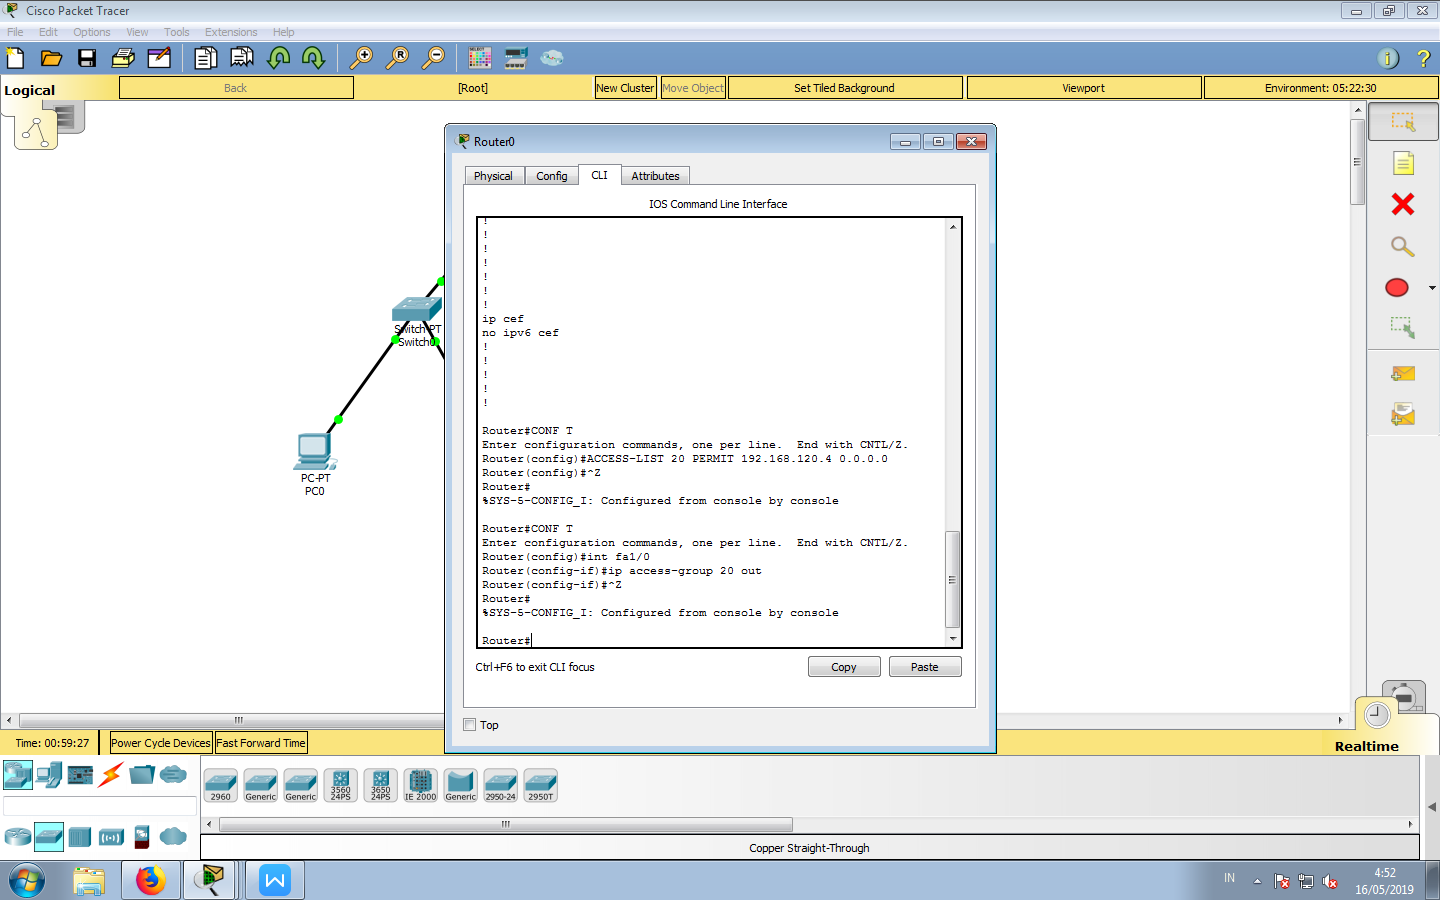 Cisco Packet Tracer
File Edit Options View Tools Extensions Help
Logical
Back
[Root]
New Cluster
Move Object
Set Tiled Background
Viewport
Environment: 05:22:30
Router0
Physical Config CLI Attributes
IOS Command Line Interface
!
!
!
!
!
!
!
ip cef
no ipv6 cef
!
!
!
!
!
Router#CONF T
Enter configuration commands, one per line.  End with CNTL/Z.
Router(config)#ACCESS-LIST 20 PERMIT 192.168.120.4 0.0.0.0
Router(config)#^Z
Router#
%SYS-5-CONFIG_I: Configured from console by console
Router#CONF T
Enter configuration commands, one per line.  End with CNTL/Z.
Router(config)#int fa1/0
Router(config-if)#ip access-group 20 out
Router(config-if)#^Z
Router#
%SYS-5-CONFIG_I: Configured from console by console
Router#
Ctrl+F6 to exit CLI focus
Copy
Paste
Top
Switch-PT
Switch0
PC-PT
PC0
Time: 00:59:27
Power Cycle Devices
Fast Forward Time
Realtime
2960
Generic
Generic
3560
24PS
3650
24PS
IE 2000
Generic
2950-24
2950T
Copper Straight-Through
IN
4:52
16/05/2019